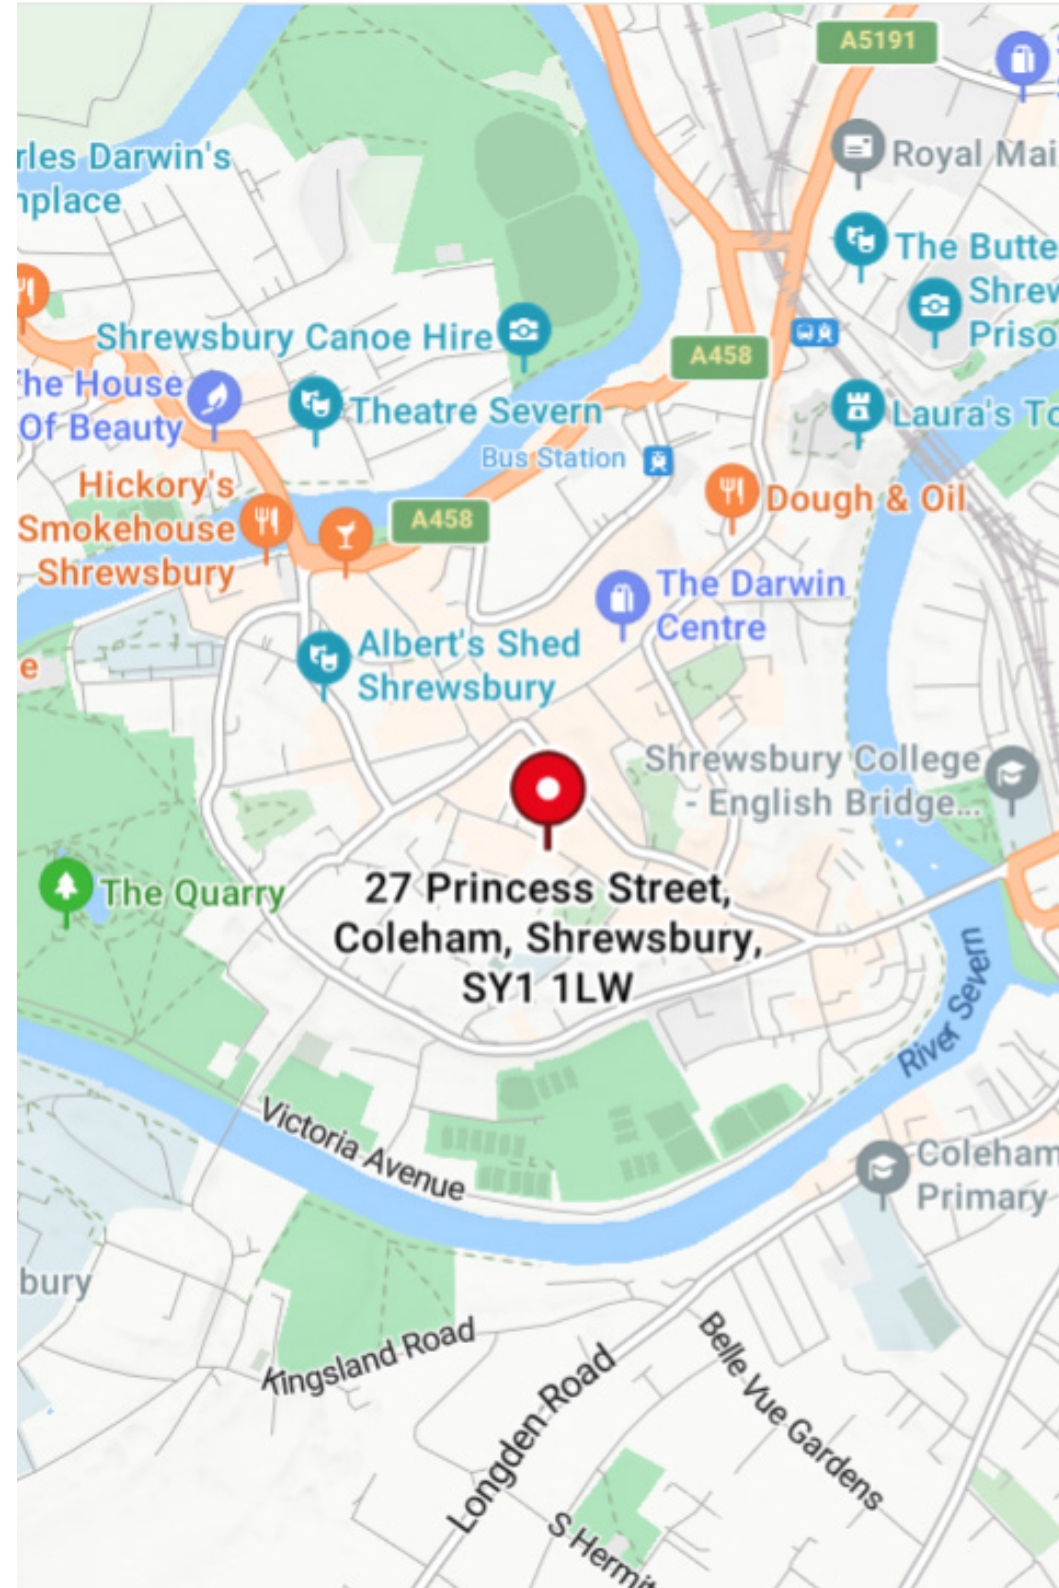 A5191
rles Darwin's
nplace
Royal Mai
The Butte
Shrew
Priso
Shrewsbury Canoe Hire
A458
The House
Of Beauty
Theatre Severn
Laura's To
Bus Station
Hickory's
Smokehouse
Shrewsbury
A458
Dough & Oil
The Darwin
Centre
Albert's Shed
Shrewsbury
e
Shrewsbury College
- English Bridge...
The Quarry
27 Princess Street,
Coleham, Shrewsbury,
SY1 1LW
River Severn
Victoria Avenue
Coleham
Primary
bury
Kingsland Road
Longden Road
Belle Vue Gardens
S Hermit